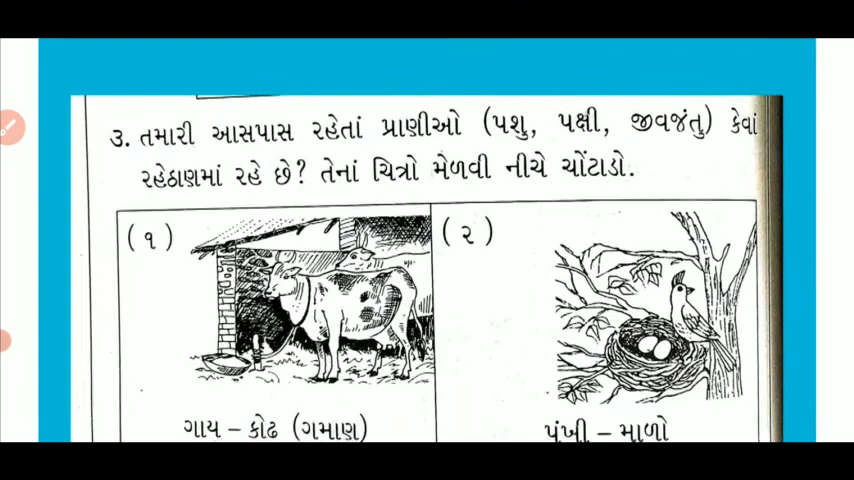 ૩. તમારી આસપાસ રહેતાં પ્રાણીઓ (પશુ, પક્ષી, જીવજંતુ) કેવાં
રહેઠાણમાં રહે છે? તેનાં ચિત્રો મેળવી નીચે ચોંટાડો.
(૧)
(૨)
ગાય – કોઢ (ગમાણ)
પંખી – માળો